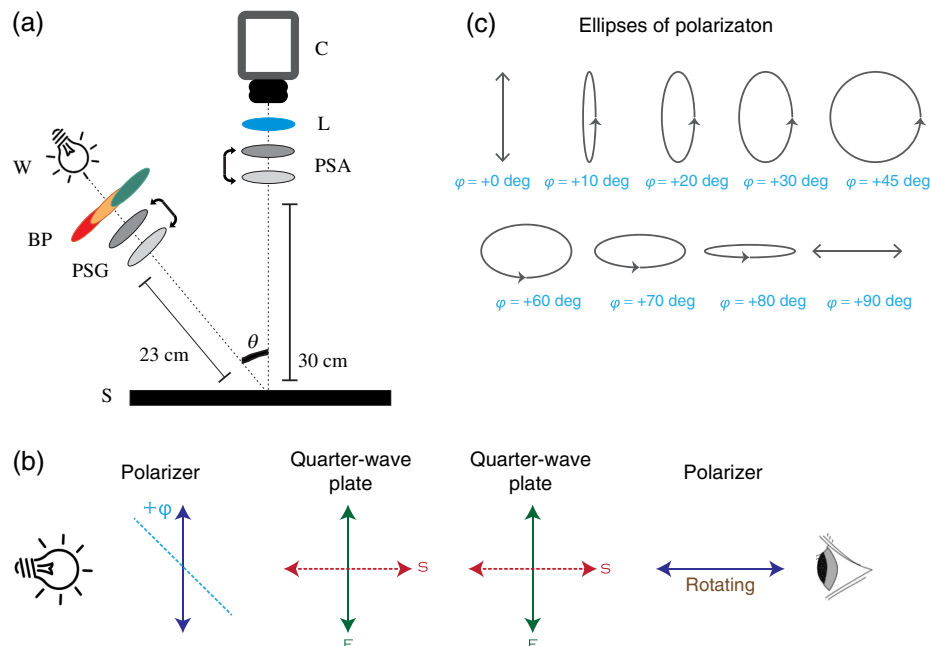 (a)
C
L
PSA
W
BP
PSG
θ
23 cm
30 cm
S
(c)
Ellipses of polarizaton
φ = +0 deg
φ = +10 deg
φ = +20 deg
φ = +30 deg
φ = +45 deg
φ = +60 deg
φ = +70 deg
φ = +80 deg
φ = +90 deg
(b)
Polarizer
Quarter-wave
plate
Quarter-wave
plate
Polarizer
+φ
S
S
Rotating
F
F